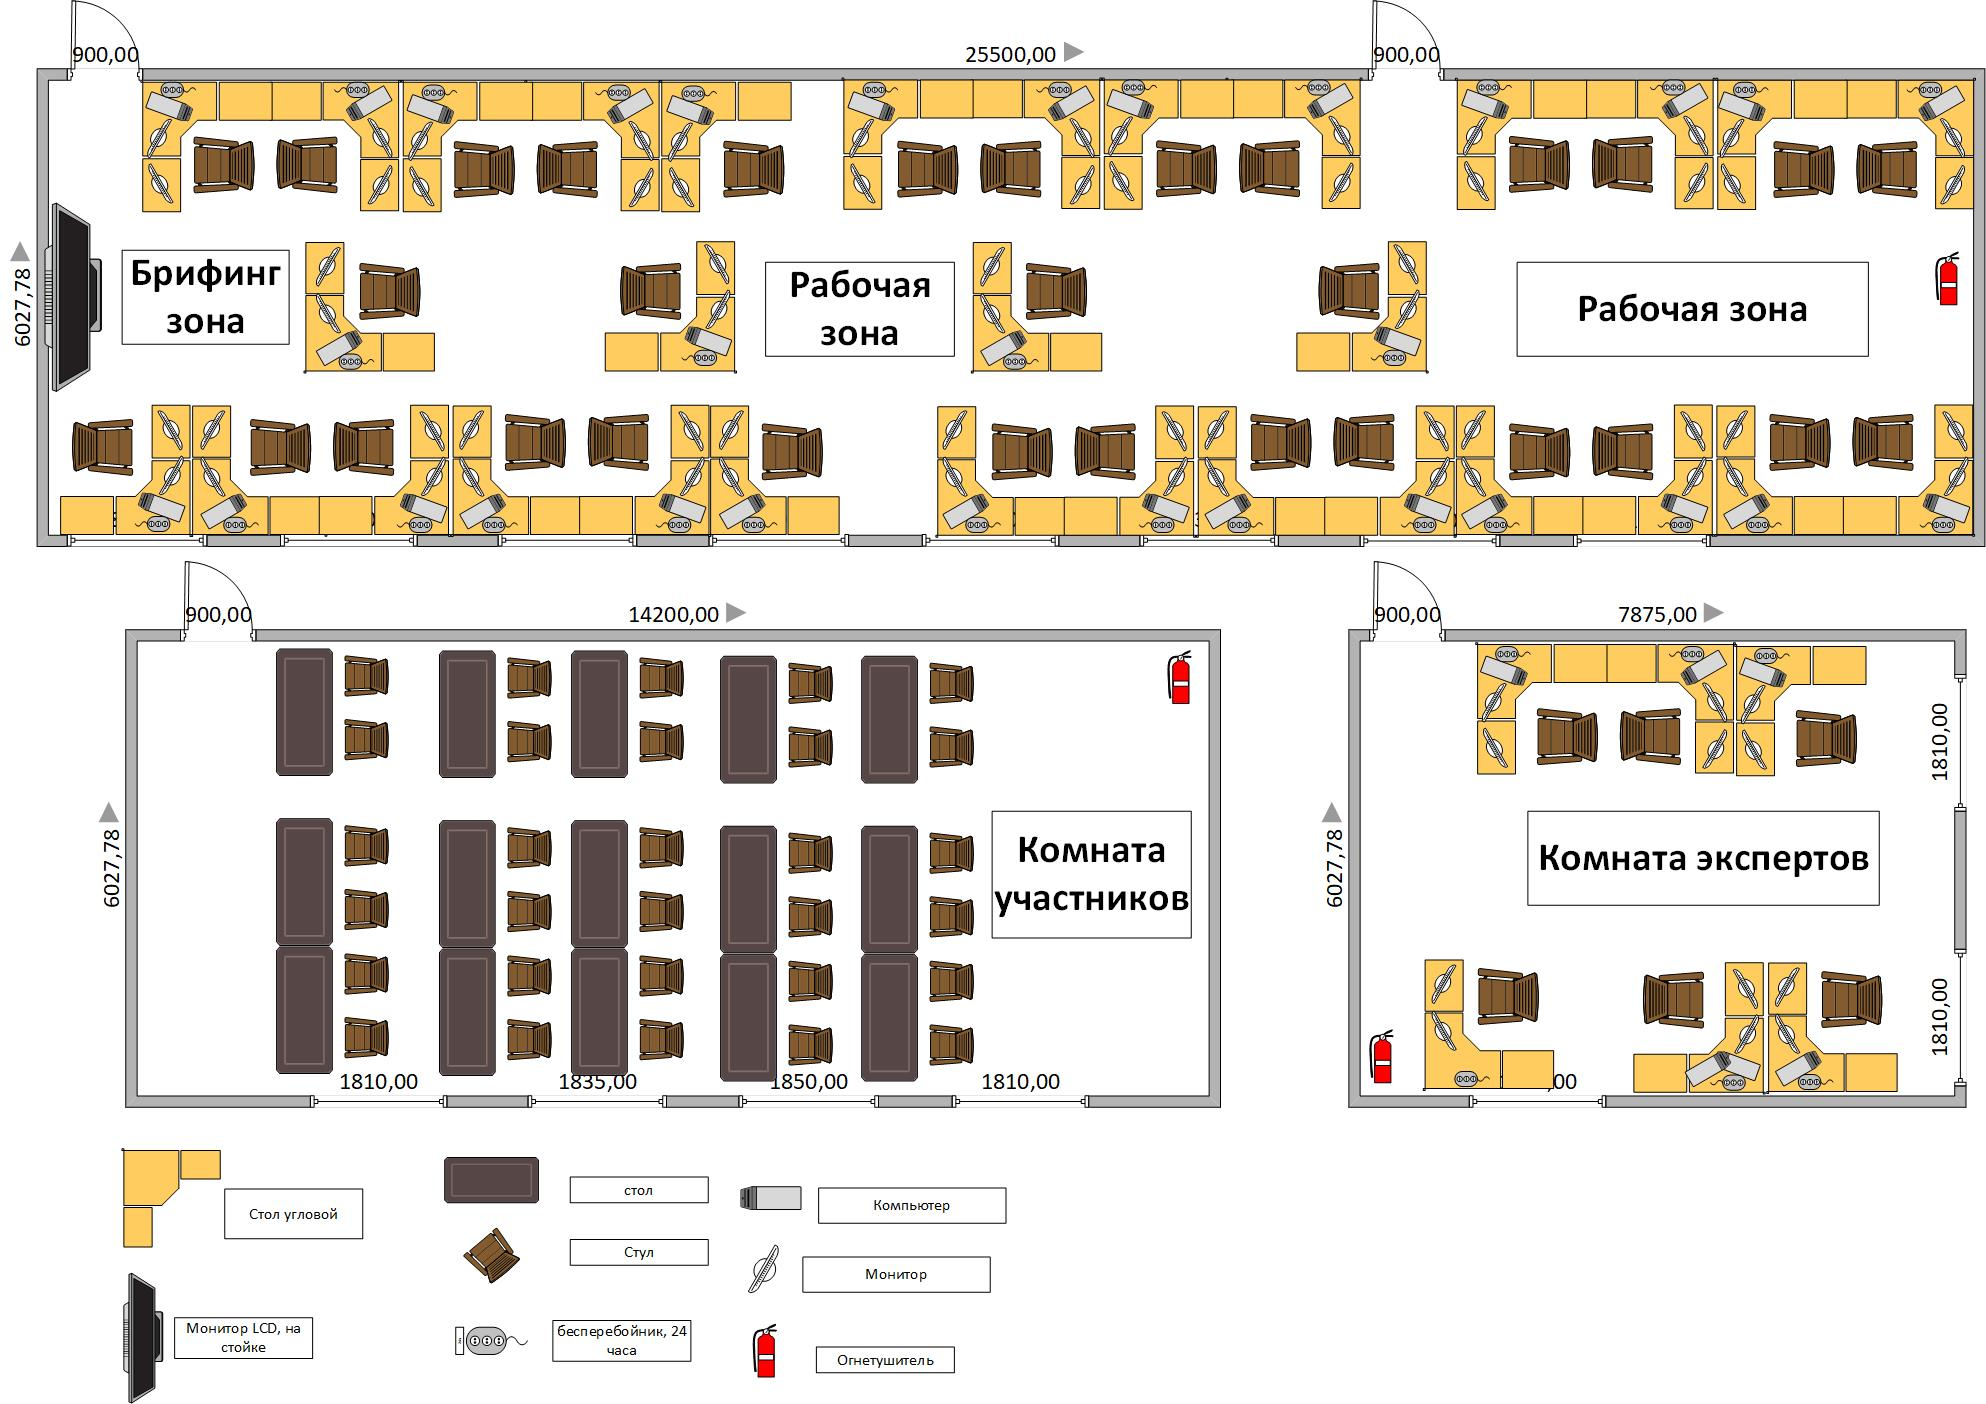 900,00
25500,00
900,00
6027,78
Брифинг
зона
Рабочая
зона
Рабочая зона
900,00
14200,00
900,00
7875,00
6027,78
Комната
участников
1810,00
1835,00
1850,00
1810,00
6027,78
Комната экспертов
1810,00
1810,00
Стол угловой
стол
Компьютер
Стул
Монитор
Монитор LCD, на
стойке
бесперебойник, 24
часа
Огнетушитель